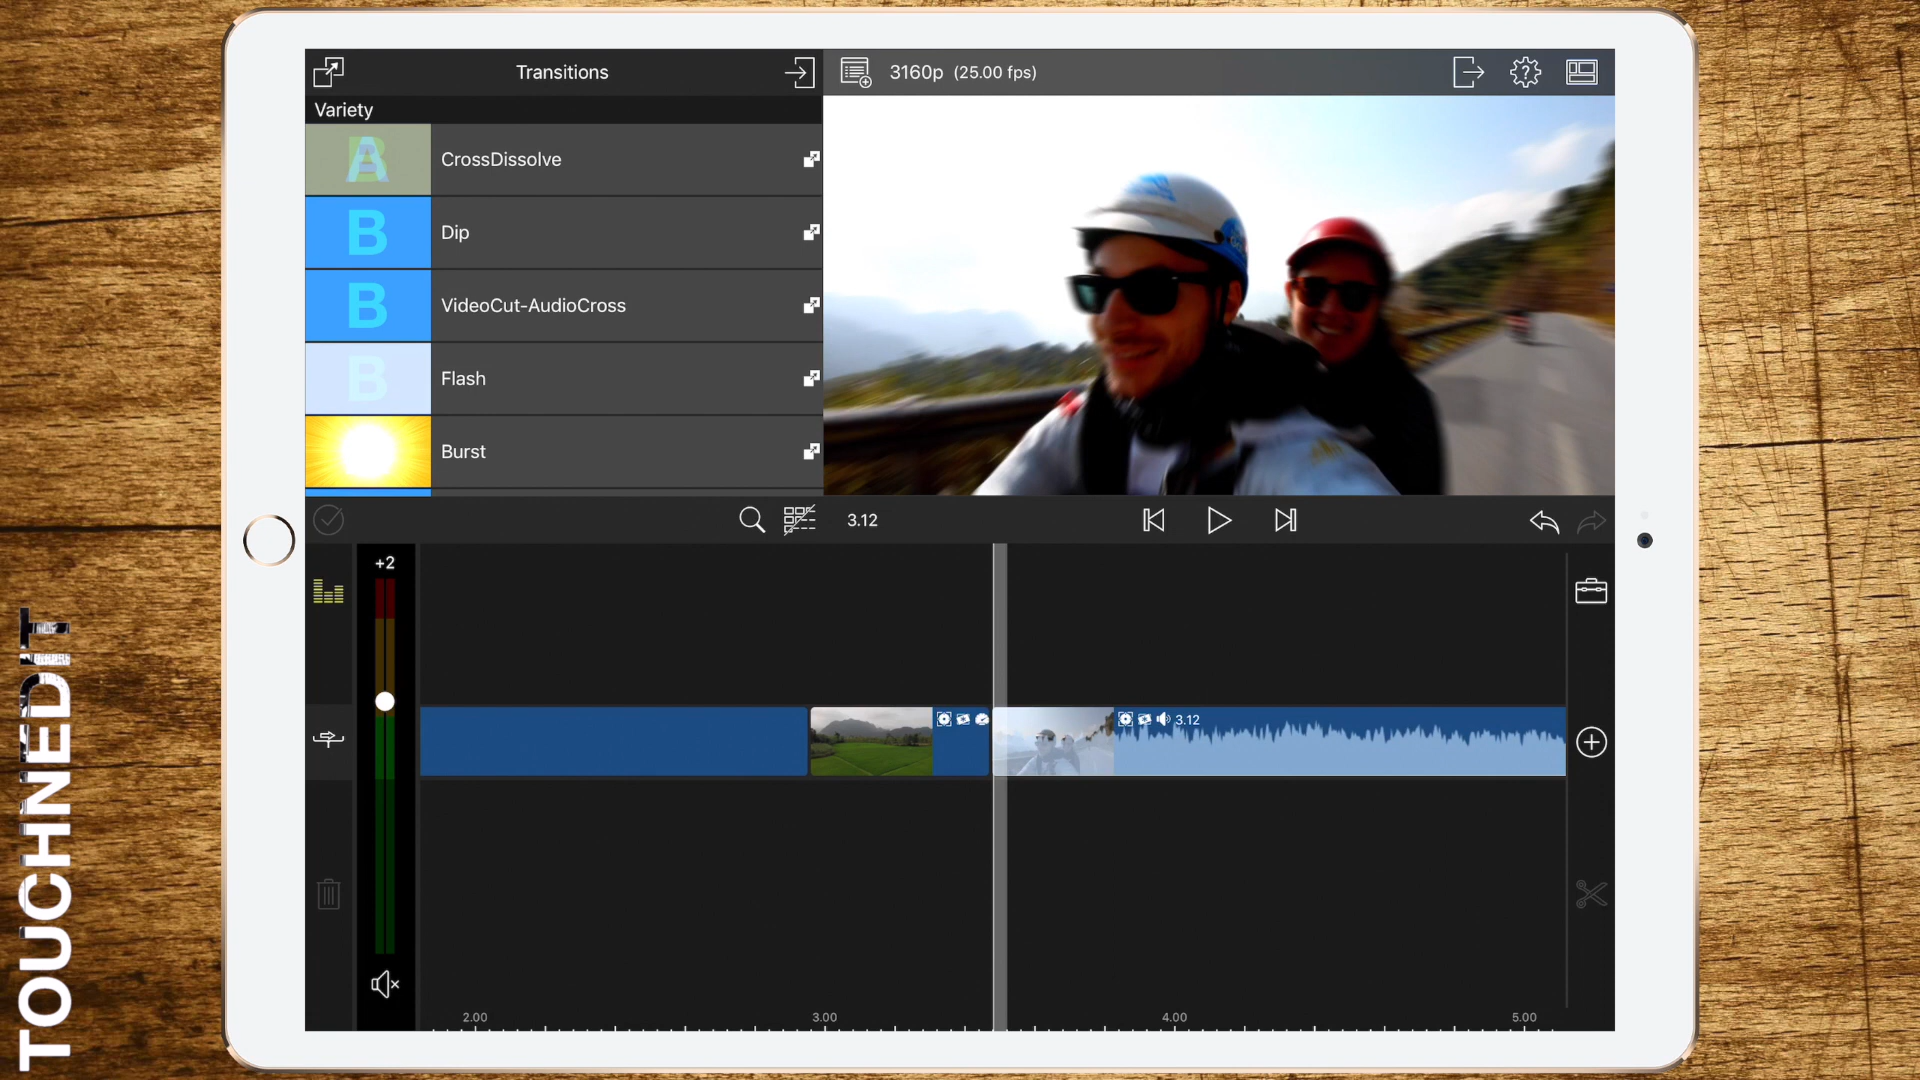 Transitions
3160p (25.00 fps)
Variety
A
B
CrossDissolve
B
Dip
B
VideoCut-AudioCross
B
Flash
Burst
3.12
+2
3.12
2.00
3.00
4.00
5.00
TOUCHNEDIT